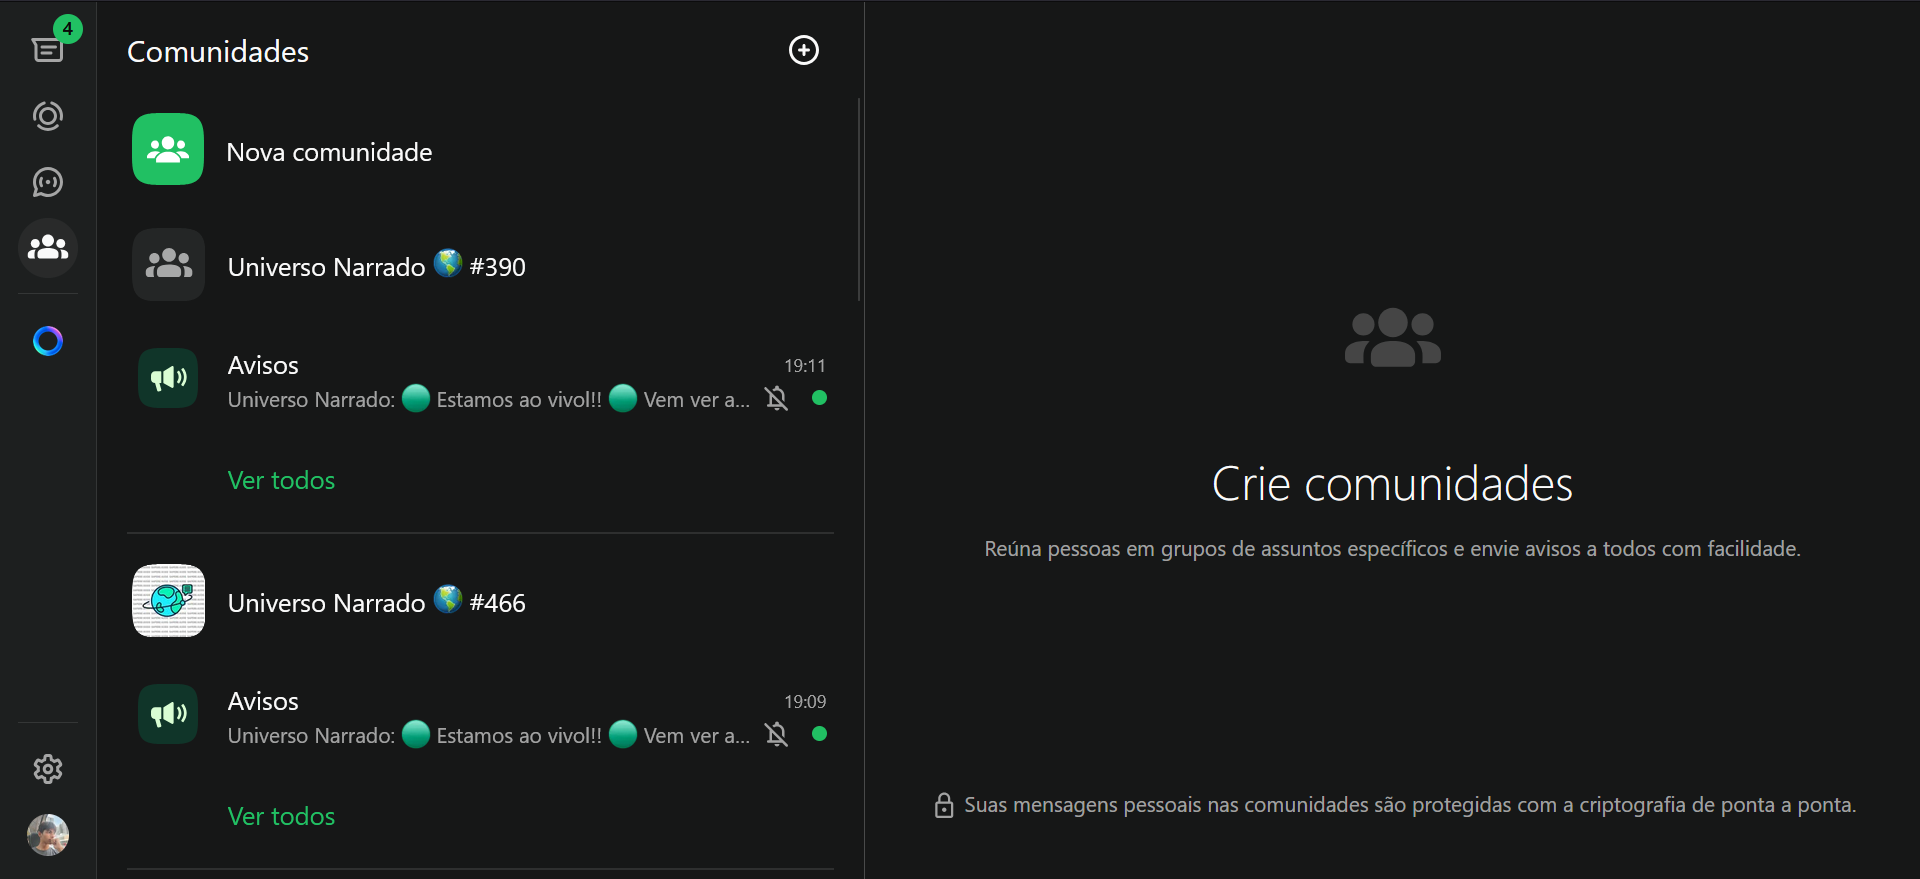 4
Comunidades
Nova comunidade
Universo Narrado 🌎 #390
Avisos
19:11
Universo Narrado: 🟢 Estamos ao vivol!! 🟢 Vem ver a...
Ver todos
Universo Narrado 🌎 #466
Avisos
19:09
Universo Narrado: 🟢 Estamos ao vivol!! 🟢 Vem ver a...
Ver todos
Crie comunidades
Reúna pessoas em grupos de assuntos específicos e envie avisos a todos com facilidade.
Suas mensagens pessoais nas comunidades são protegidas com a criptografia de ponta a ponta.